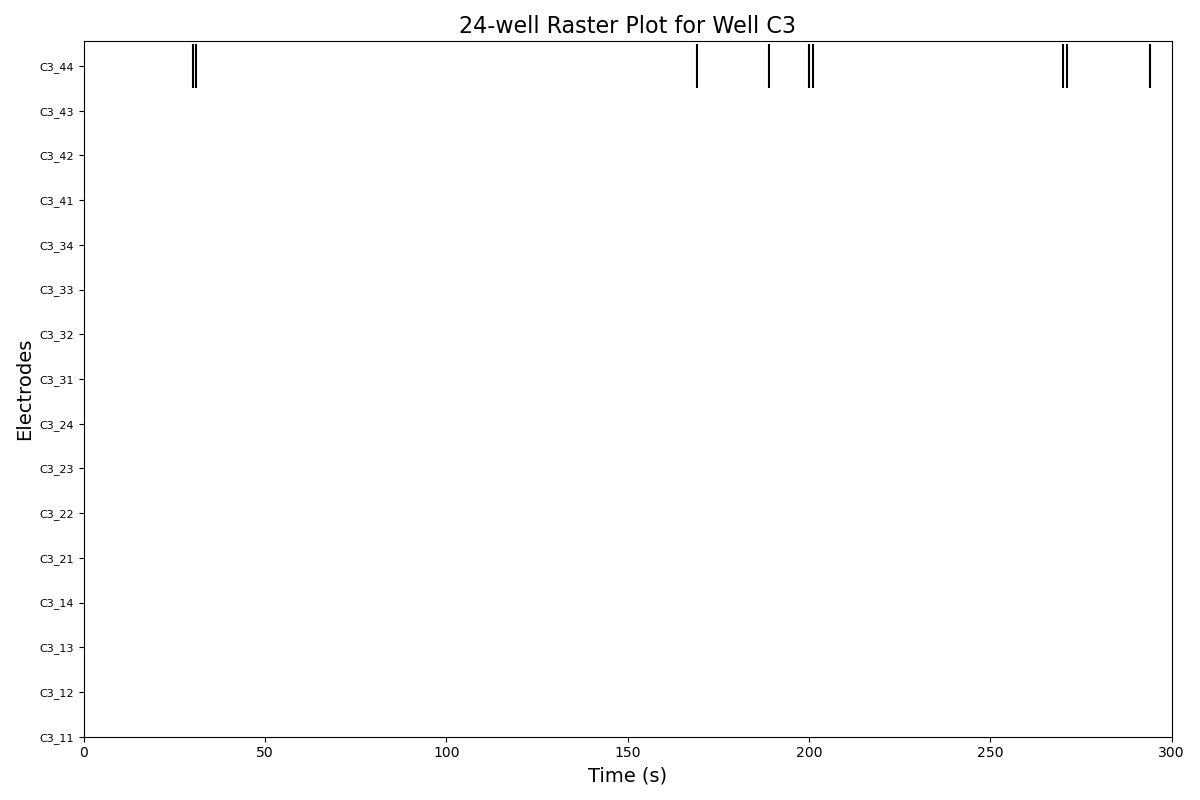 24-well Raster Plot for Well C3
C3_44
C3_43
C3_42
C3_41
C3_34
C3_33
C3_32
C3_31
C3_24
C3_23
C3_22
C3_21
C3_14
C3_13
C3_12
C3_11
Electrodes
0 50 100 150 200 250 300
Time (s)